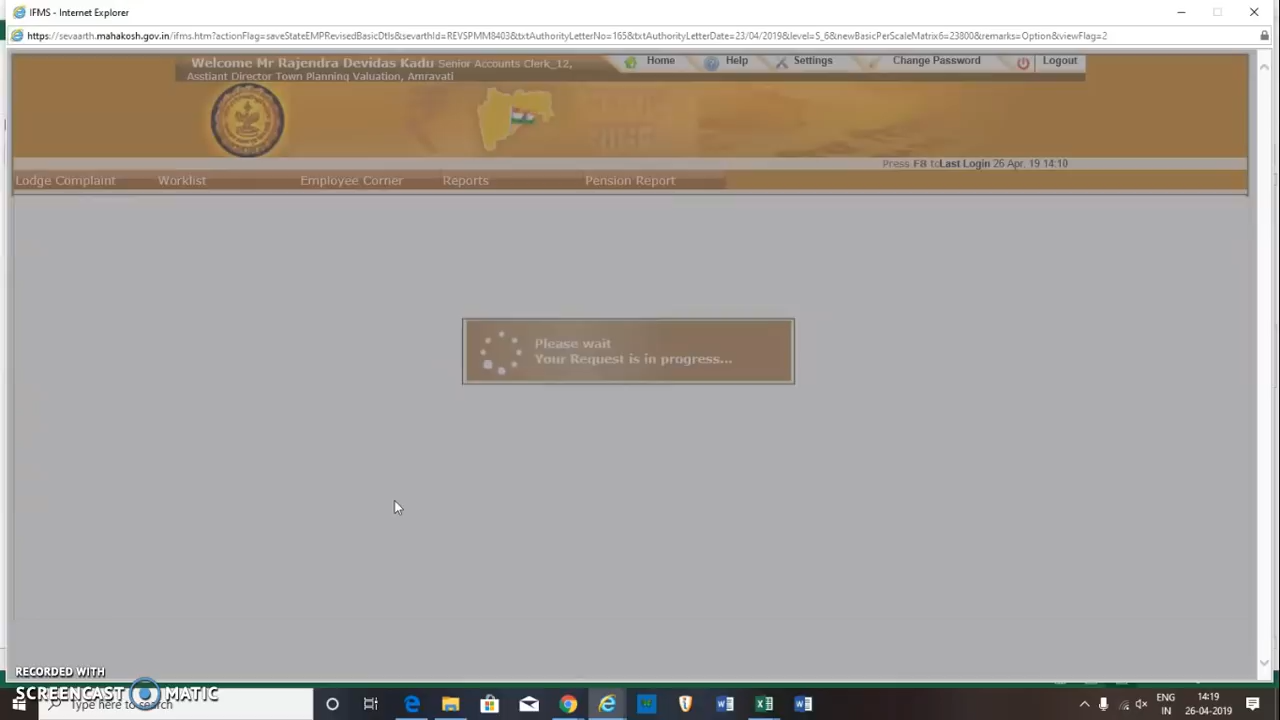 IFMS - Internet Explorer
https://sevaarth.mahakosh.gov.in/ifms.htm?actionFlag=saveStateEMPRevisedBasicDtls&sevarthId=REVSPMM8403&txtAuthorityLetterNo=165&txtAuthorityLetterDate=23/04/2019&level=S_6&newBasicPerScaleMatrix6=23800&remarks=Option&viewFlag=2
Welcome Mr Rajendra Devidas Kadu Senior Accounts Clerk_12,
Asstiant Director Town Planning Valuation, Amravati
Home Help Settings Change Password Logout
Press F8 to Last Login 26 Apr, 19 14:10
Lodge Complaint Worklist Employee Corner Reports Pension Report
Please wait
Your Request is in progress...
RECORDED WITH
SCREENCAST MATIC
Type here to search
ENG
IN
14:19
26-04-2019